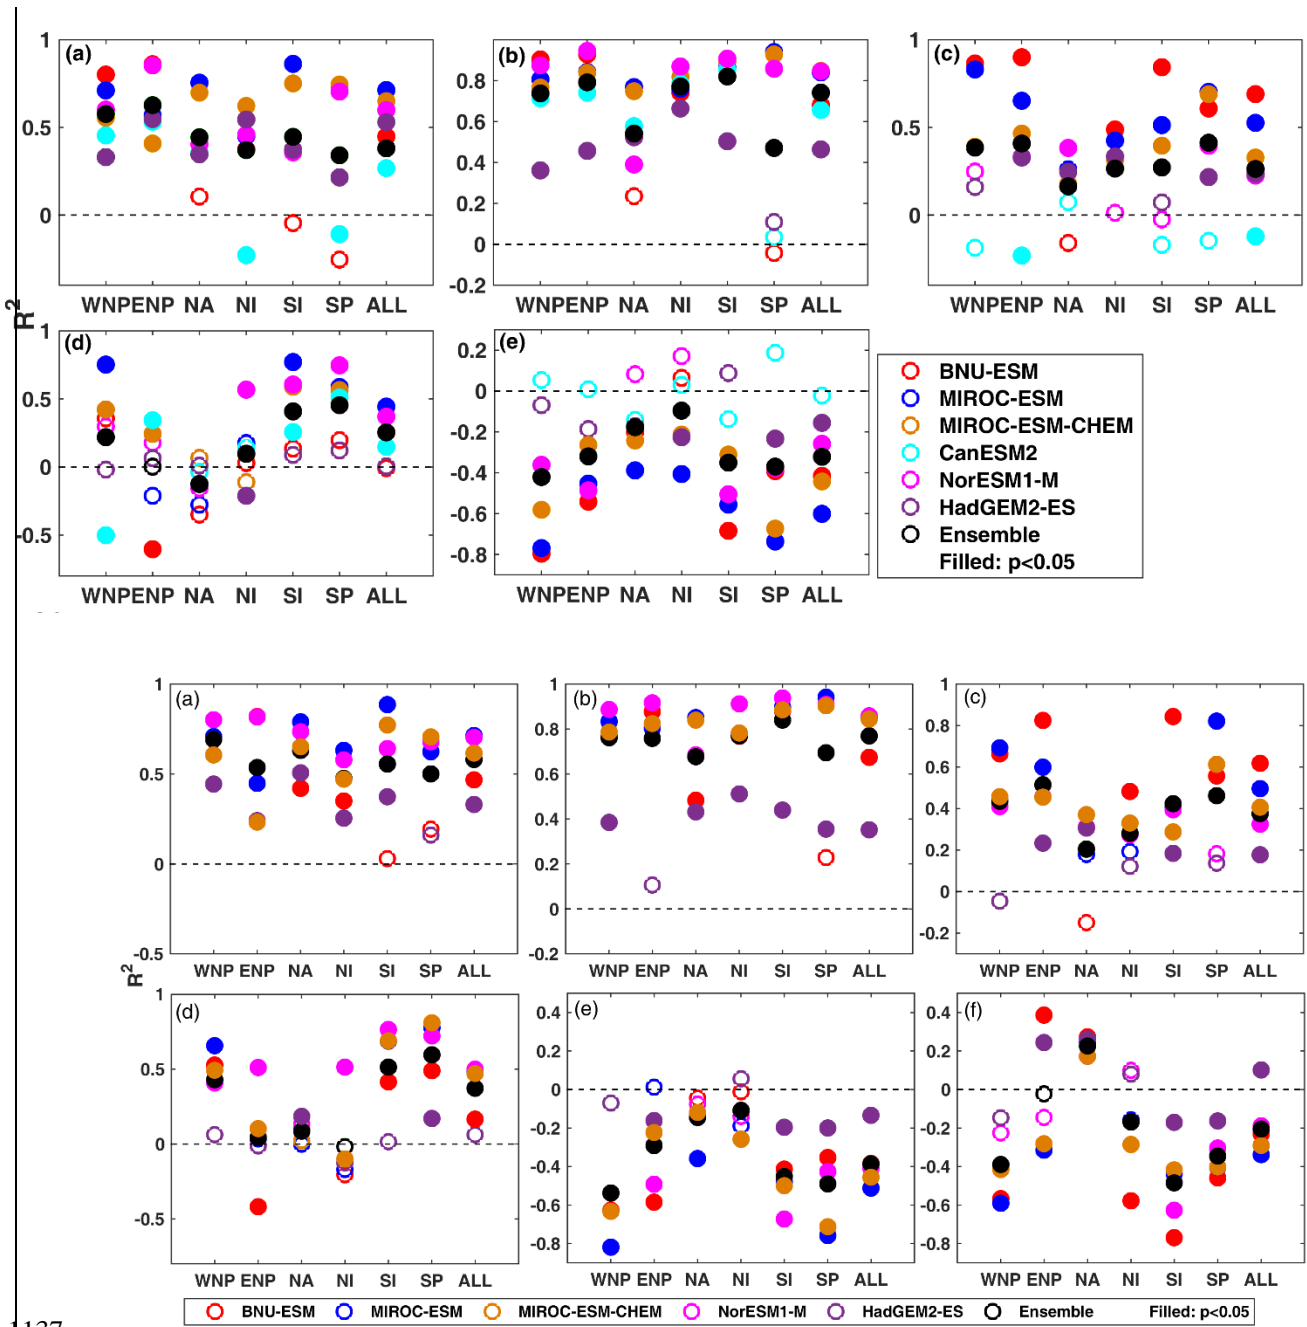 (a) (b) (c)
1 0.5 0
0.8 0.6 0.4 0.2 0 -0.2
1 0.5 0
WNP ENP NA NI SI SP ALL WNP ENP NA NI SI SP ALL WNP ENP NA NI SI SP ALL
R2
(d) (e)
1 0.5 0 -0.5
0.2 0 -0.2 -0.4 -0.6 -0.8
BNU-ESM
MIROC-ESM
MIROC-ESM-CHEM
CanESM2
NorESM1-M
HadGEM2-ES
Ensemble
Filled: p<0.05
WNP ENP NA NI SI SP ALL WNP ENP NA NI SI SP ALL
(a) (b) (c)
1 0.5 0 -0.5
1 0.8 0.6 0.4 0.2 0 -0.2
1 0.8 0.6 0.4 0.2 0 -0.2
WNP ENP NA NI SI SP ALL WNP ENP NA NI SI SP ALL WNP ENP NA NI SI SP ALL
R2
(d) (e) (f)
1 0.5 0 -0.5
0.4 0.2 0 -0.2 -0.4 -0.6 -0.8
0.4 0.2 0 -0.2 -0.4 -0.6 -0.8
WNP ENP NA NI SI SP ALL WNP ENP NA NI SI SP ALL WNP ENP NA NI SI SP ALL
BNU-ESM MIROC-ESM MIROC-ESM-CHEM NorESM1-M HadGEM2-ES Ensemble Filled: p<0.05